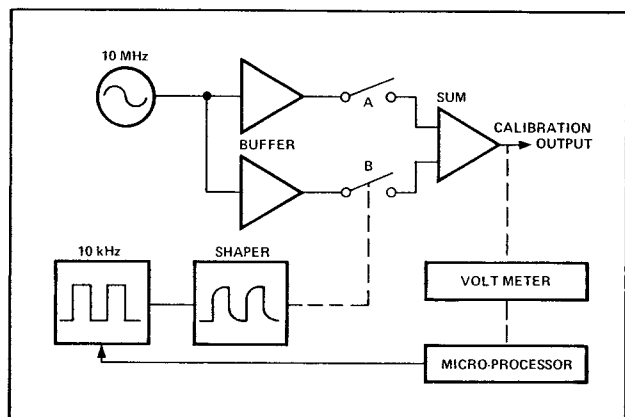 10 MHz
A
SUM
BUFFER
CALIBRATION
OUTPUT
B
10 kHz
SHAPER
VOLT METER
MICRO-PROCESSOR